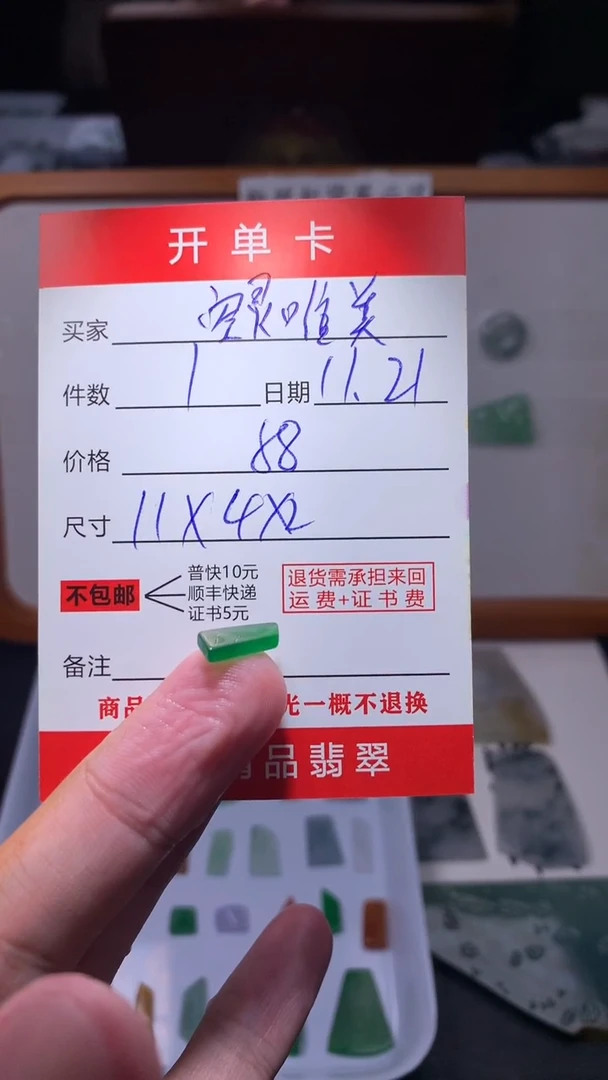 开单卡
买家 空灵唯美
件数 1 日期 11.21
价格 88
尺寸 11X4X2
不包邮
普快10元
顺丰快递
证书5元
退货需承担来回
运费+证书费
备注
商品 光一概不退换
品翡翠